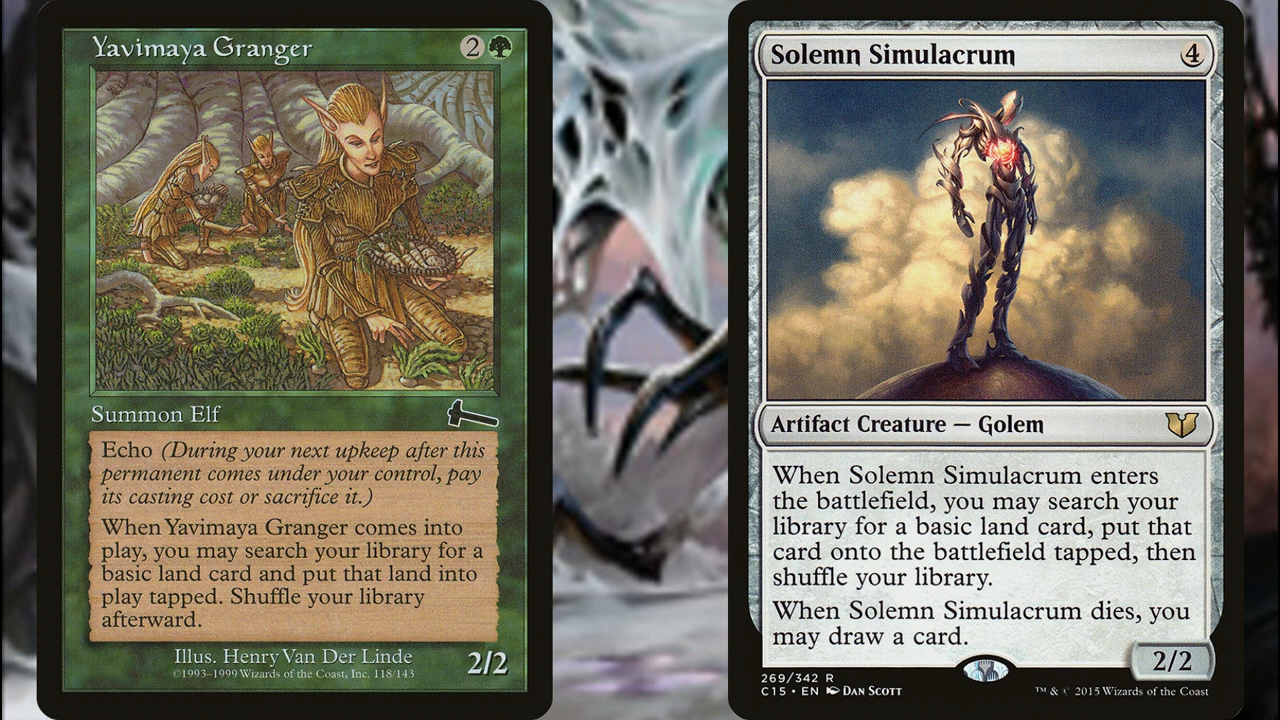 Yavimaya Granger 2
Summon Elf
Echo (During your next upkeep after this
permanent comes under your control, pay
its casting cost or sacrifice it.)
When Yavimaya Granger comes into
play, you may search your library for a
basic land card and put that land into
play tapped. Shuffle your library
afterward.
Illus. Henry Van Der Linde
©1993–1999 Wizards of the Coast, Inc. 118/143
2/2
Solemn Simulacrum 4
Artifact Creature — Golem
When Solemn Simulacrum enters
the battlefield, you may search your
library for a basic land card, put that
card onto the battlefield tapped, then
shuffle your library.
When Solemn Simulacrum dies, you
may draw a card.
2/2
269/342 R
C15 • EN Dan Scott
™ & © 2015 Wizards of the Coast